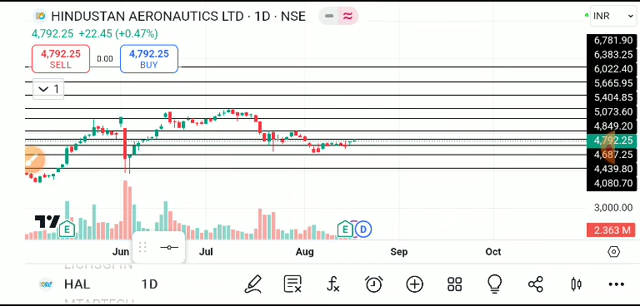 HINDUSTAN AERONAUTICS LTD · 1D · NSE
INR
4,792.25 +22.45 (+0.47%)
4,792.25
SELL
0.00
4,792.25
BUY
1
6,781.90
6,383.25
6,022.40
5,665.95
5,404.85
5,073.60
4,849.20
4,792.25
4,687.25
4,439.80
4,080.70
3,000.00
2.363 M
E
E
D
Jun
Jul
Aug
Sep
Oct
HAL
1D